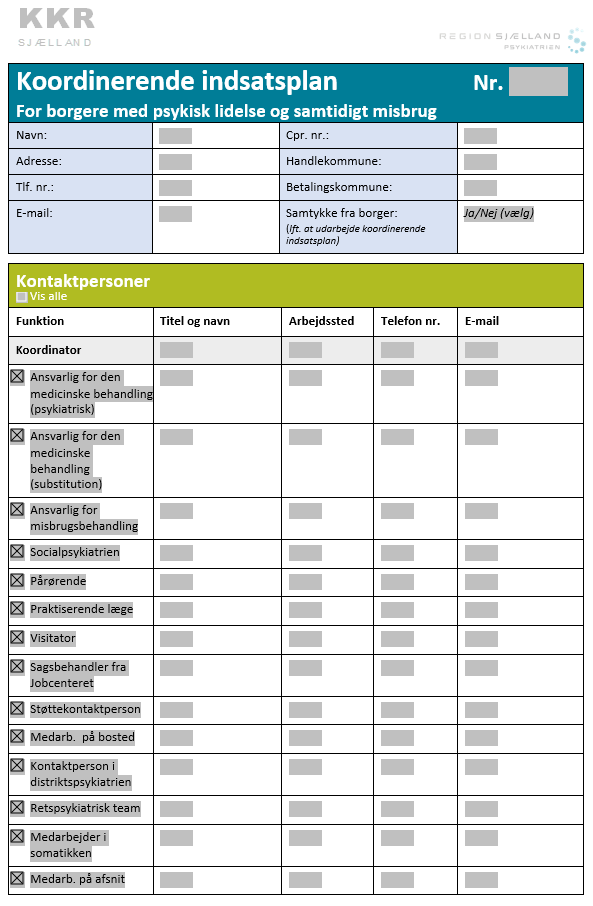 KKR
SJÆLLAND
REGION SJÆLLAND
PSYKIATRIEN
Koordinerende indsatsplan Nr.
For borgere med psykisk lidelse og samtidigt misbrug
Navn: Cpr. nr.:
Adresse: Handlekommune:
Tlf. nr.: Betalingskommune:
E-mail: Samtykke fra borger: Ja/Nej (vælg)
(Ift. at udarbejde koordinerende
indsatsplan)
Kontaktpersoner
Vis alle
Funktion Titel og navn Arbejdssted Telefon nr. E-mail
Koordinator
Ansvarlig for den
medicinske behandling
(psykiatrisk)
Ansvarlig for den
medicinske
behandling
(substitution)
Ansvarlig for
misbrugsbehandling
Socialpsykiatrien
Pårørende
Praktiserende læge
Visitator
Sagsbehandler fra
Jobcenteret
Støttekontaktperson
Medarb.  på bosted
Kontaktperson i
distriktspsykiatrien
Retspsykiatrisk team
Medarbejder i
somatikken
Medarb. på afsnit